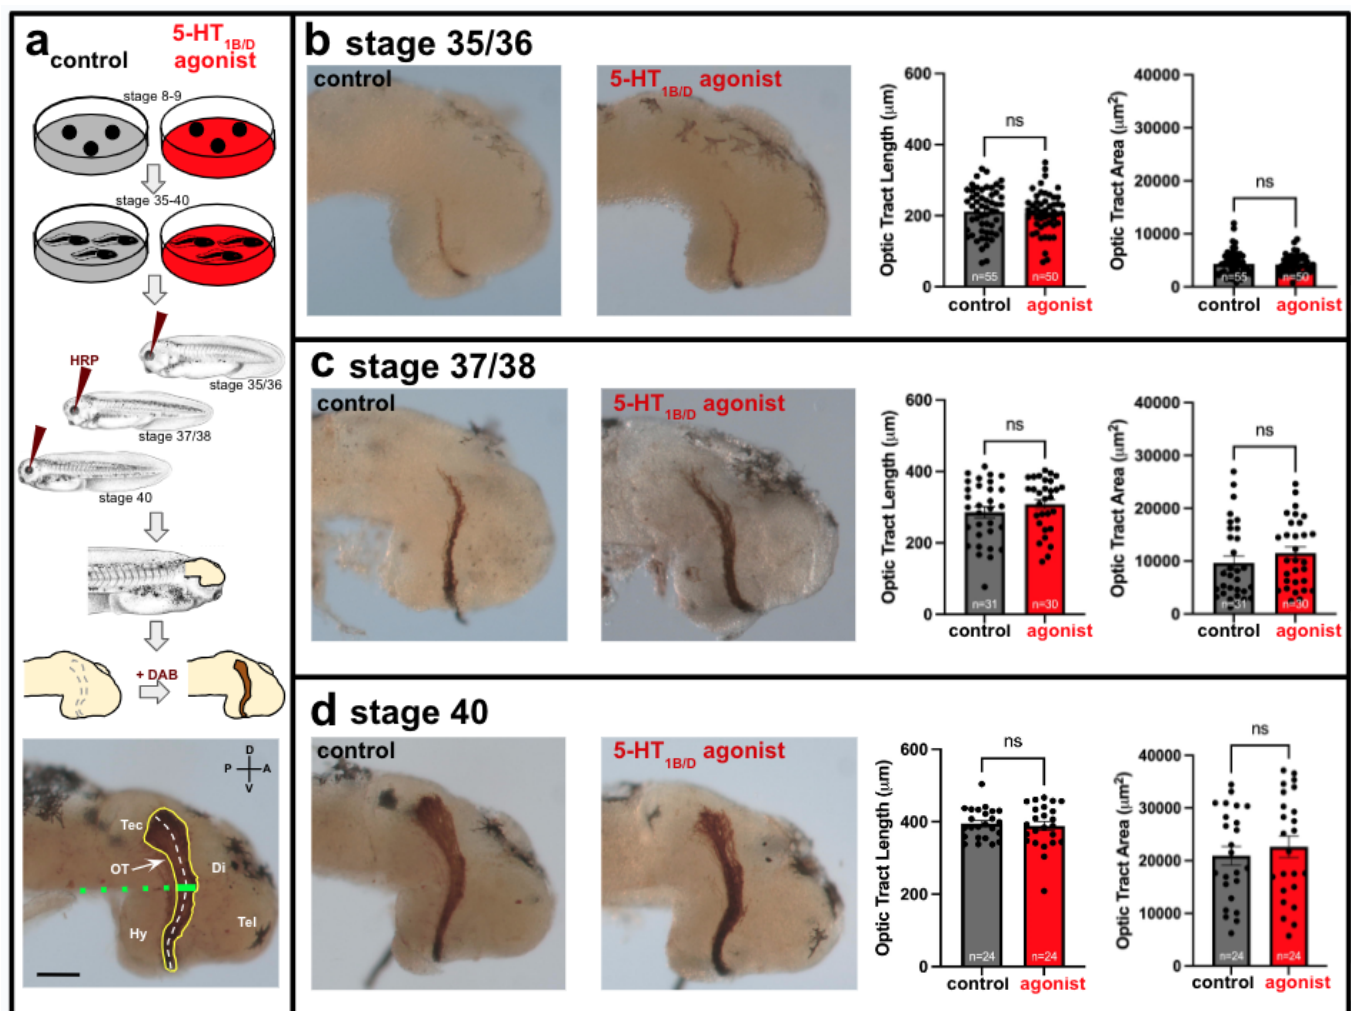 a
control
5-HT1B/D
agonist
stage 8-9
stage 35-40
HRP
stage 35/36
stage 37/38
stage 40
+ DAB
D
P
A
V
Tec
OT
Di
Hy
Tel
b stage 35/36
control
5-HT1B/D agonist
Optic Tract Length (μm)
600
400
200
0
ns
n=55
n=50
control
agonist
Optic Tract Area (μm²)
40000
30000
20000
10000
0
ns
n=55
n=50
control
agonist
c stage 37/38
control
5-HT1B/D agonist
Optic Tract Length (μm)
600
400
200
0
ns
n=31
n=30
control
agonist
Optic Tract Area (μm²)
40000
30000
20000
10000
0
ns
n=31
n=30
control
agonist
d stage 40
control
5-HT1B/D agonist
Optic Tract Length (μm)
600
400
200
0
ns
n=24
n=24
control
agonist
Optic Tract Area (μm²)
40000
30000
20000
10000
0
ns
n=24
n=24
control
agonist